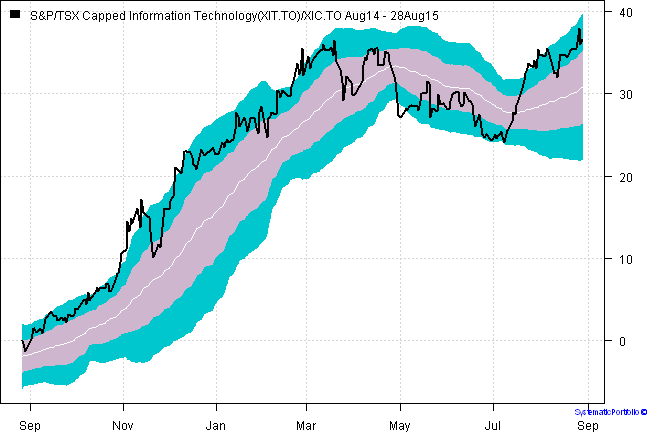 S&P/TSX Capped Information Technology(XIT.TO)/XIC.TO Aug14 - 28Aug15
40
30
20
10
0
Sep Nov Jan Mar May Jul Sep
SystematicPortfolio ©